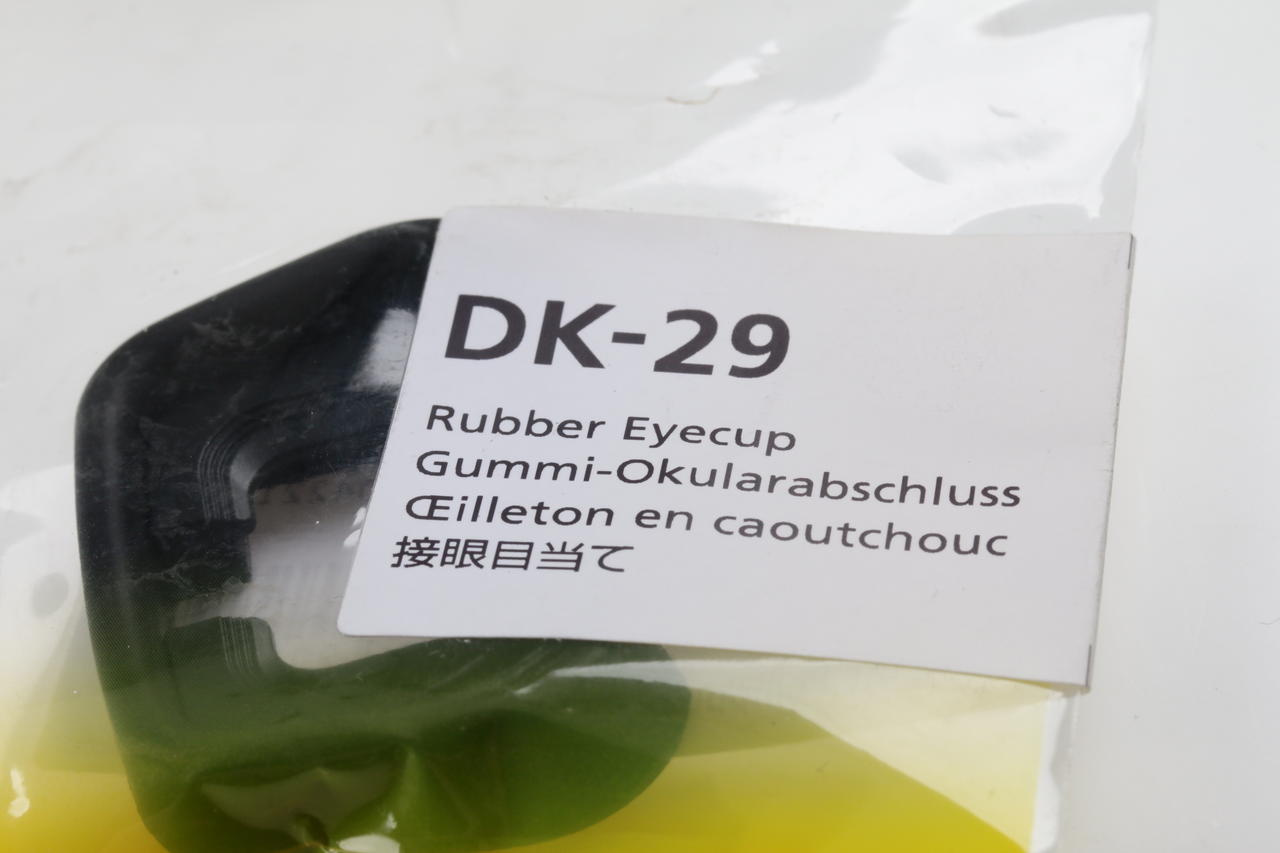 DK-29
Rubber Eyecup
Gummi-Okularabschluss
Œilleton en caoutchouc
接眼目当て